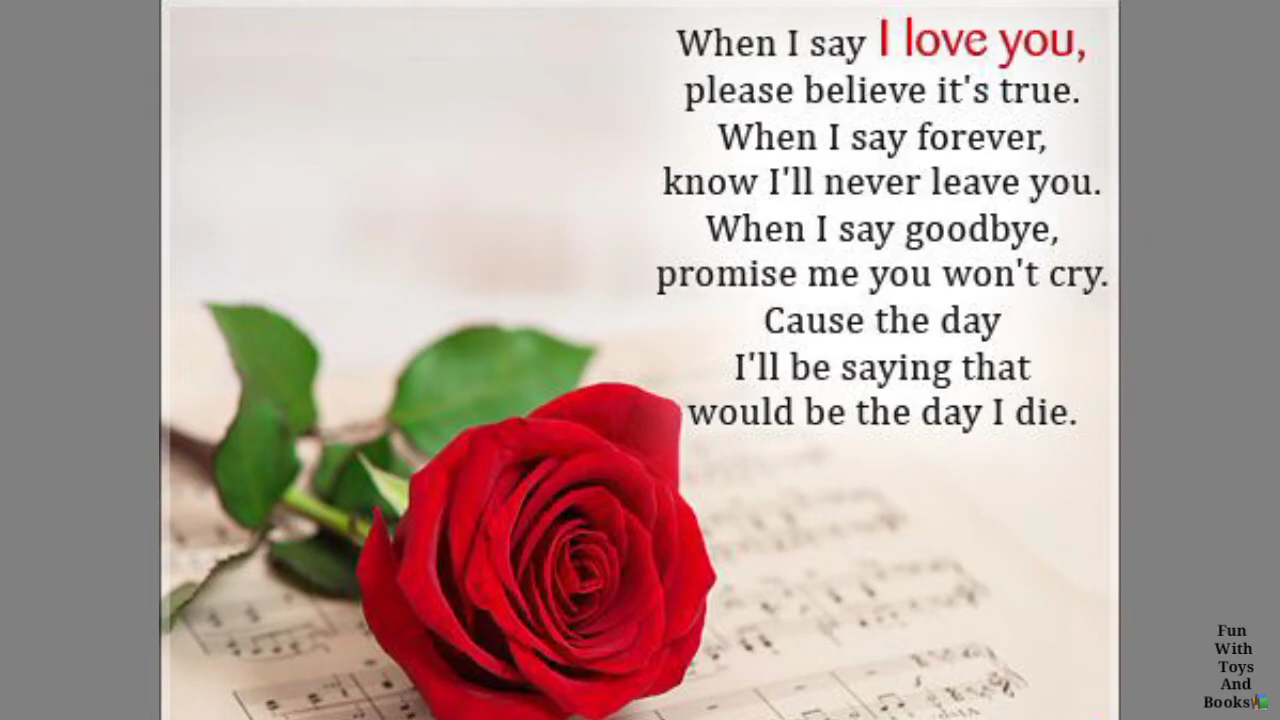 When I say I love you,
please believe it's true.
When I say forever,
know I'll never leave you.
When I say goodbye,
promise me you won't cry.
Cause the day
I'll be saying that
would be the day I die.
Fun
With
Toys
And
Books